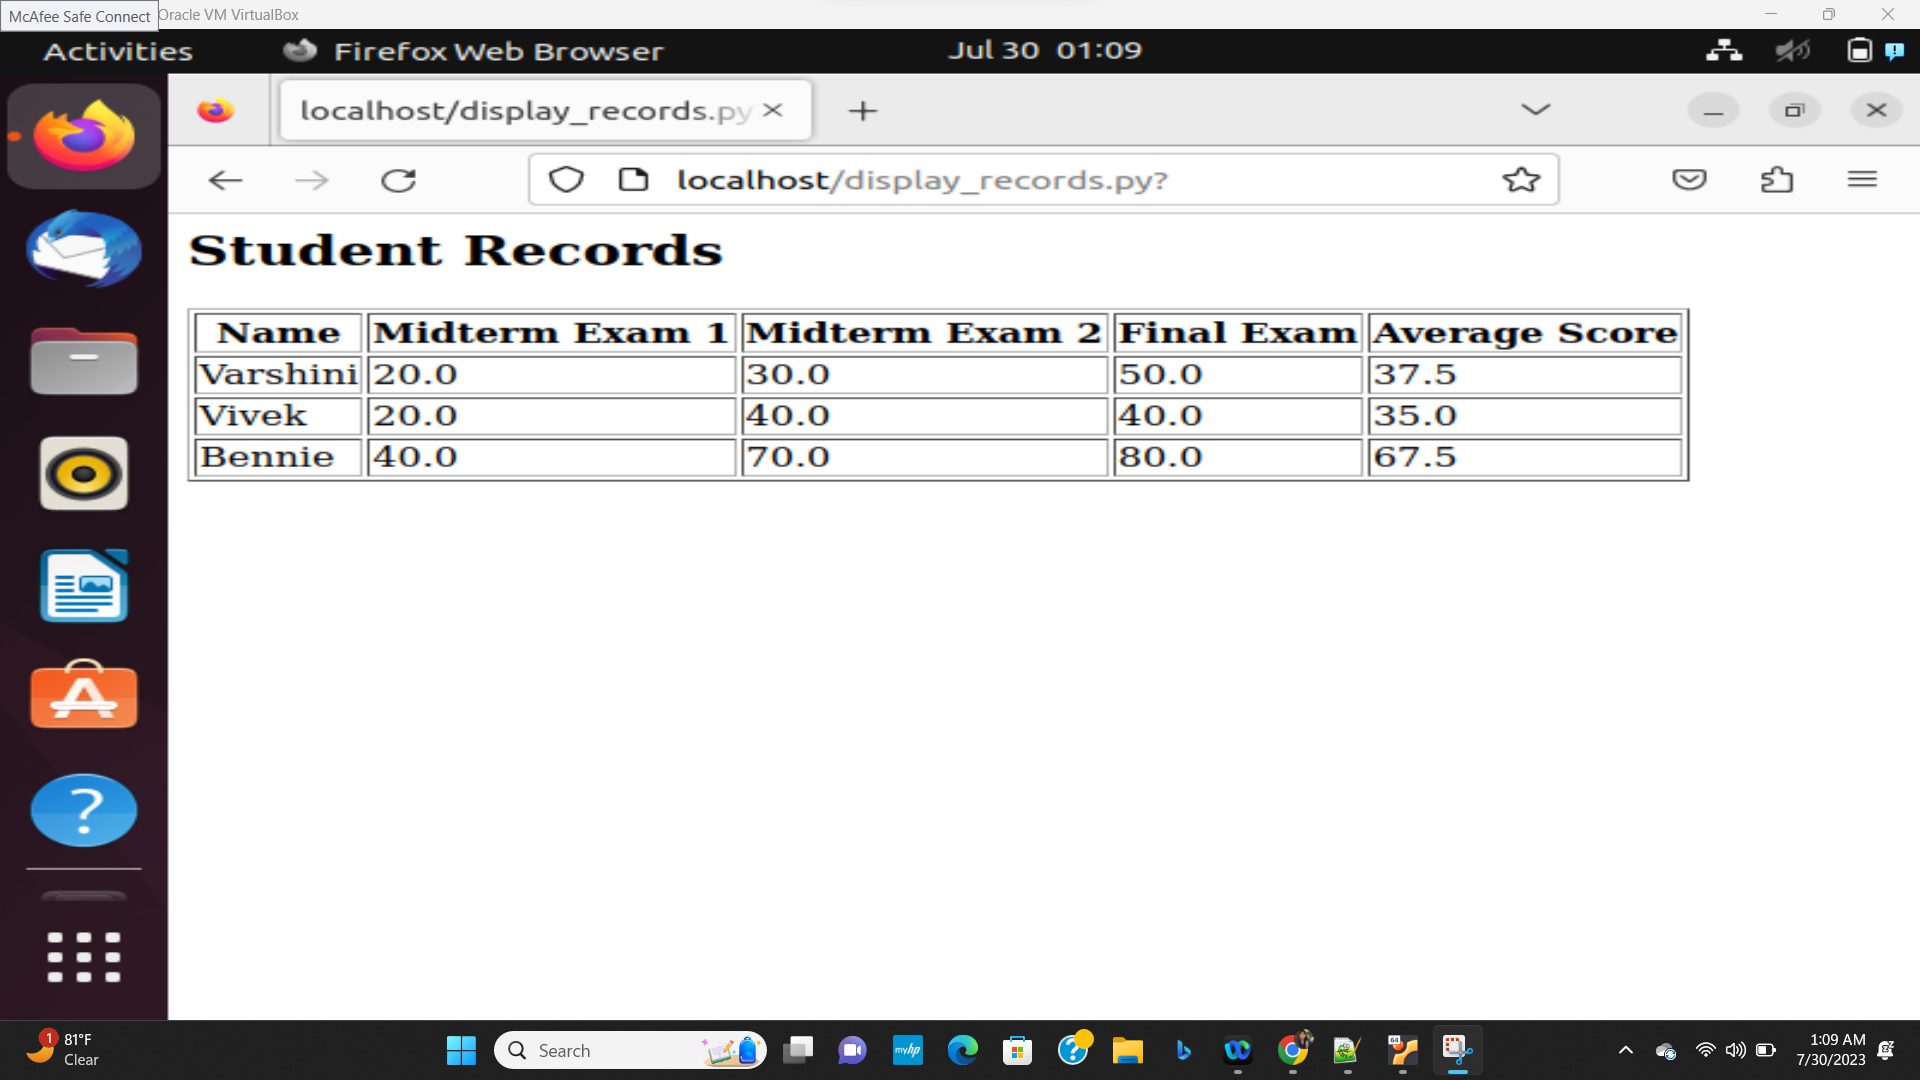 McAfee Safe Connect Oracle VM VirtualBox
Activities Firefox Web Browser Jul 30 01:09
localhost/display_records.py
localhost/display_records.py?
Student Records
Name Midterm Exam 1 Midterm Exam 2 Final Exam Average Score
Varshini 20.0 30.0 50.0 37.5
Vivek 20.0 40.0 40.0 35.0
Bennie 40.0 70.0 80.0 67.5
1 81°F
Clear
Search
myhp
64
1:09 AM
7/30/2023